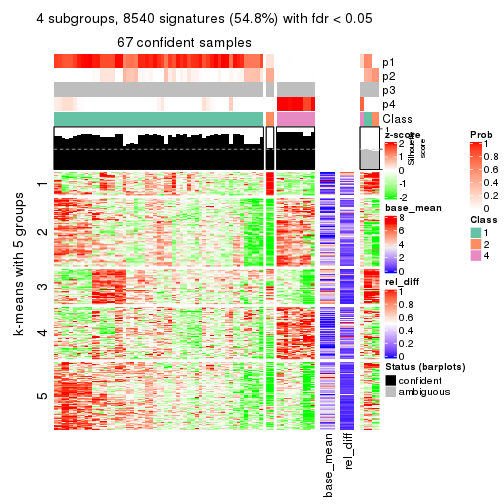 4 subgroups, 8540 signatures (54.8%) with fdr < 0.05
67 confident samples
p1
p2
p3
p4
Class
1
Silhouette
score
k-means with 5 groups
1
2
3
4
5
base_mean
rel_diff
z-score
2
1
0
-1
-2
base_mean
8
6
4
2
0
rel_diff
1
0.8
0.6
0.4
0.2
0
Status (barplots)
confident
ambiguous
Prob
1
0.8
0.6
0.4
0.2
0
Class
1
2
4